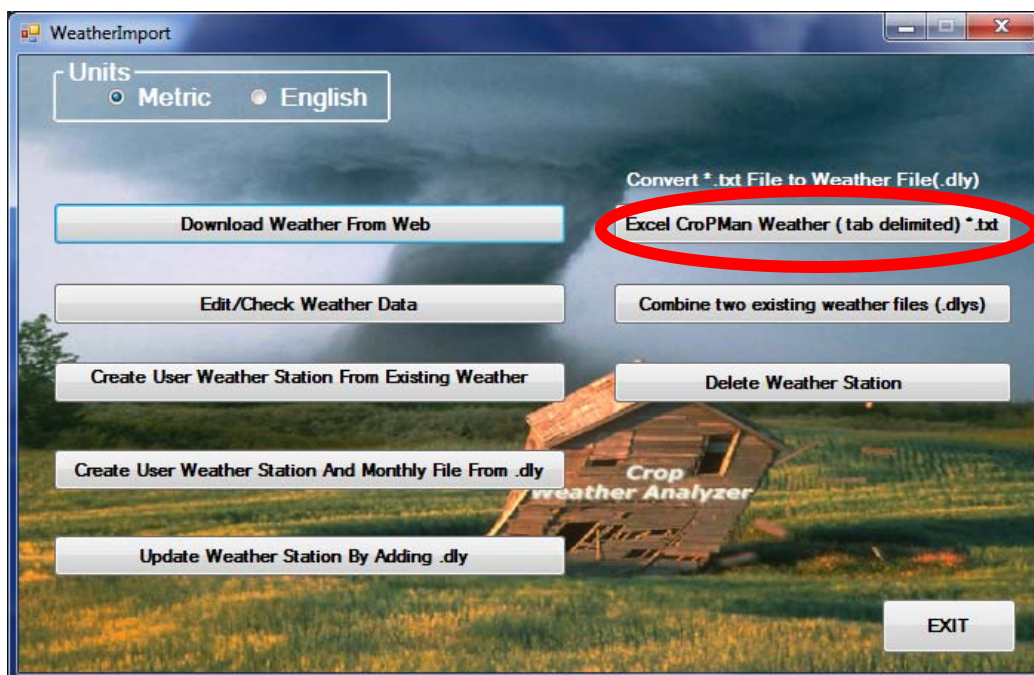 WeatherImport
Units
Metric
English
Convert *.txt File to Weather File(.dly)
Download Weather From Web
Excel CroPMan Weather ( tab delimited) *.txt
Edit/Check Weather Data
Combine two existing weather files (.dlys)
Create User Weather Station From Existing Weather
Delete Weather Station
Create User Weather Station And Monthly File From .dly
Crop
Weather Analyzer
Update Weather Station By Adding .dly
EXIT